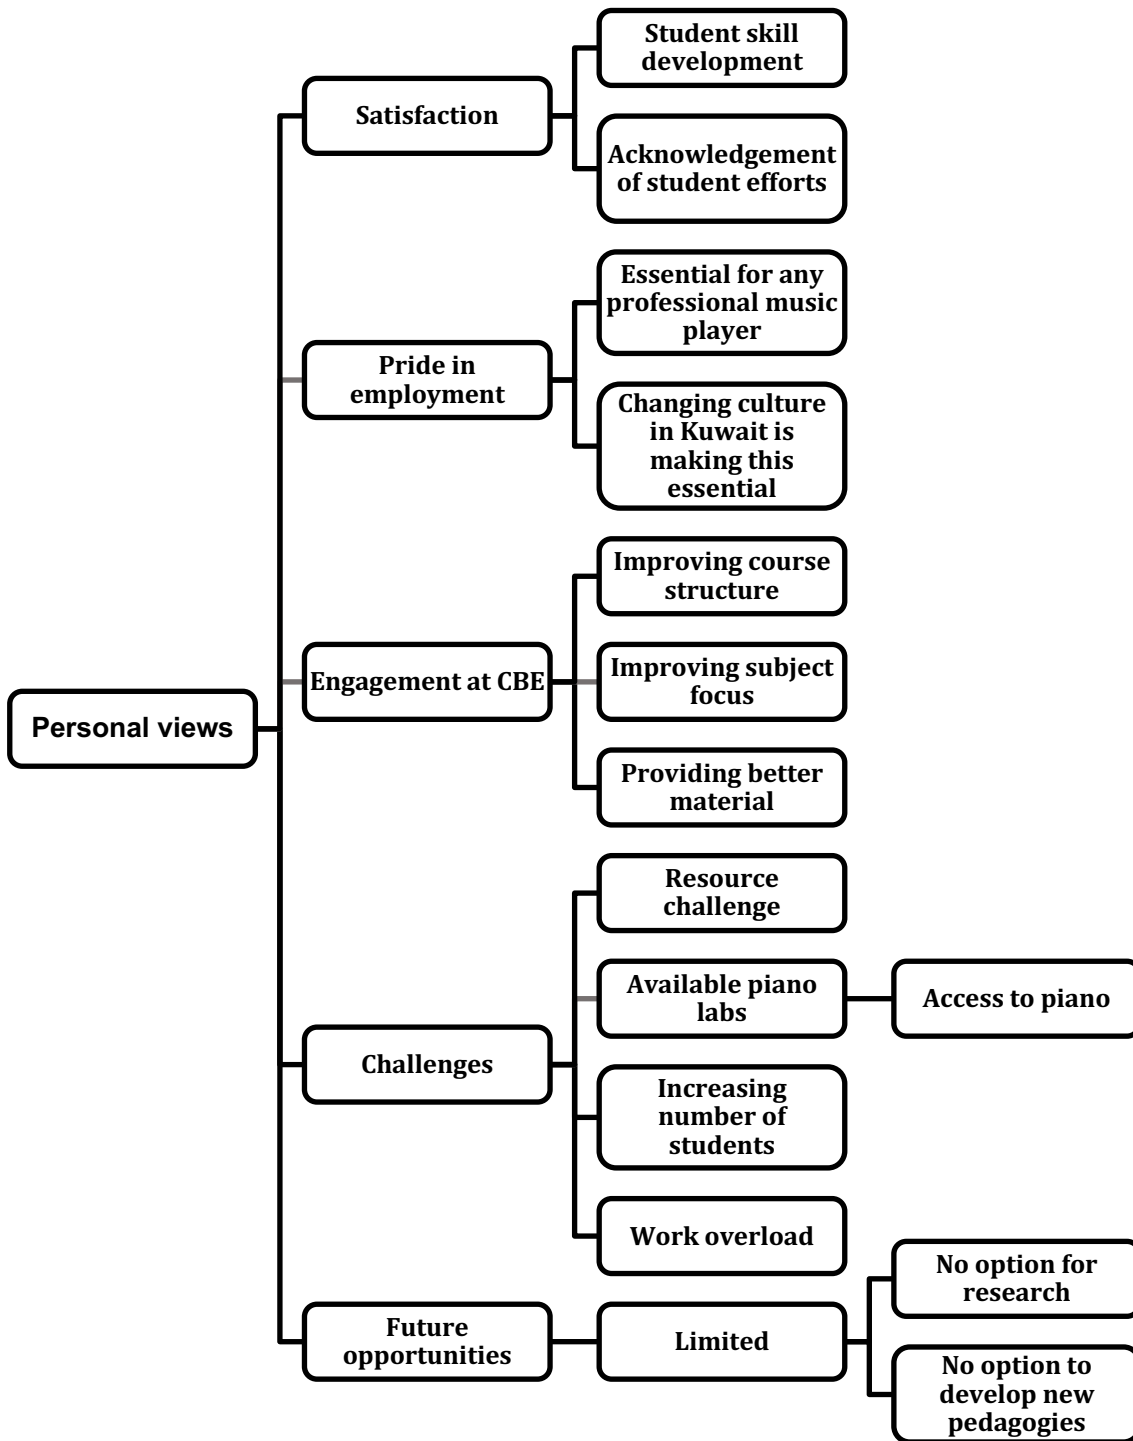 Personal views
Satisfaction
Student skill
development
Acknowledgement
of student efforts
Pride in
employment
Essential for any
professional music
player
Changing culture
in Kuwait is
making this
essential
Engagement at CBE
Improving course
structure
Improving subject
focus
Providing better
material
Challenges
Resource
challenge
Available piano
labs
Access to piano
Increasing
number of
students
Work overload
Future
opportunities
Limited
No option for
research
No option to
develop new
pedagogies